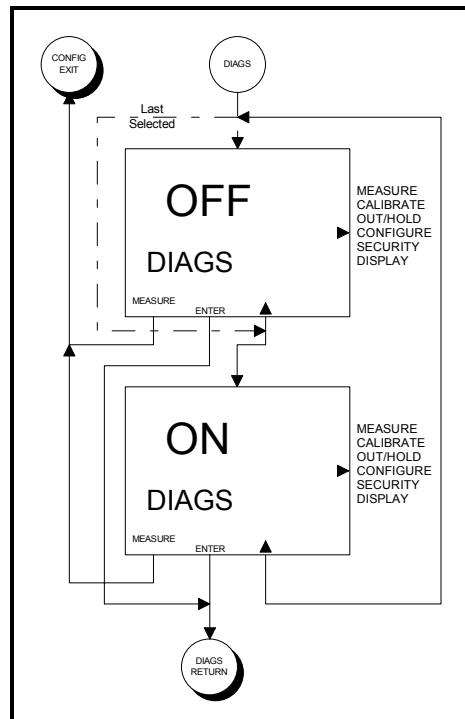 CONFIG
EXIT
DIAGS
Last
Selected
OFF
DIAGS
MEASURE
ENTER
MEASURE
CALIBRATE
OUT/HOLD
CONFIGURE
SECURITY
DISPLAY
ON
DIAGS
MEASURE
ENTER
MEASURE
CALIBRATE
OUT/HOLD
CONFIGURE
SECURITY
DISPLAY
DIAGS
RETURN